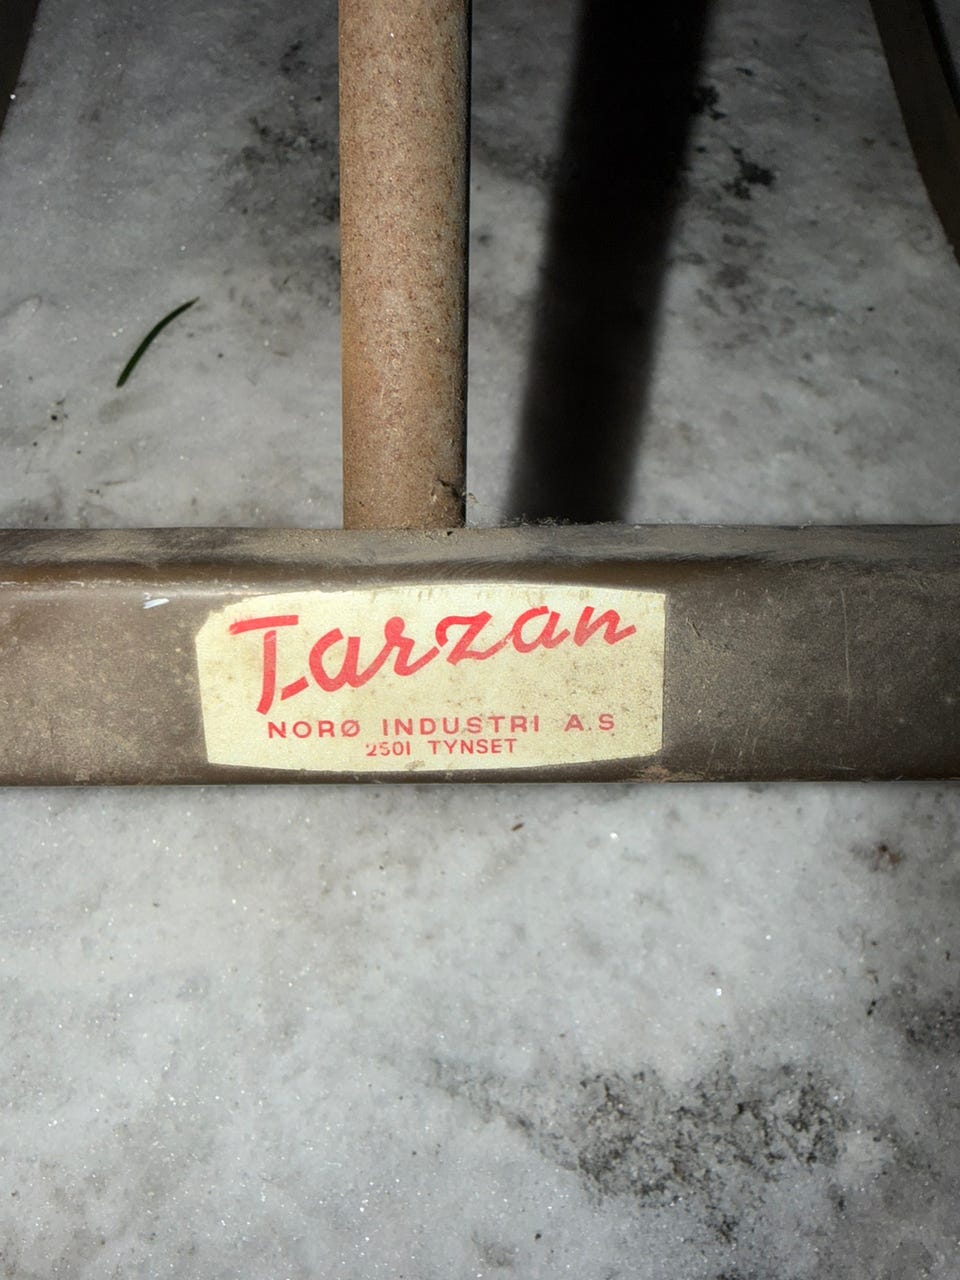 Tarzan
NORØ INDUSTRI A.S
2501 TYNSET